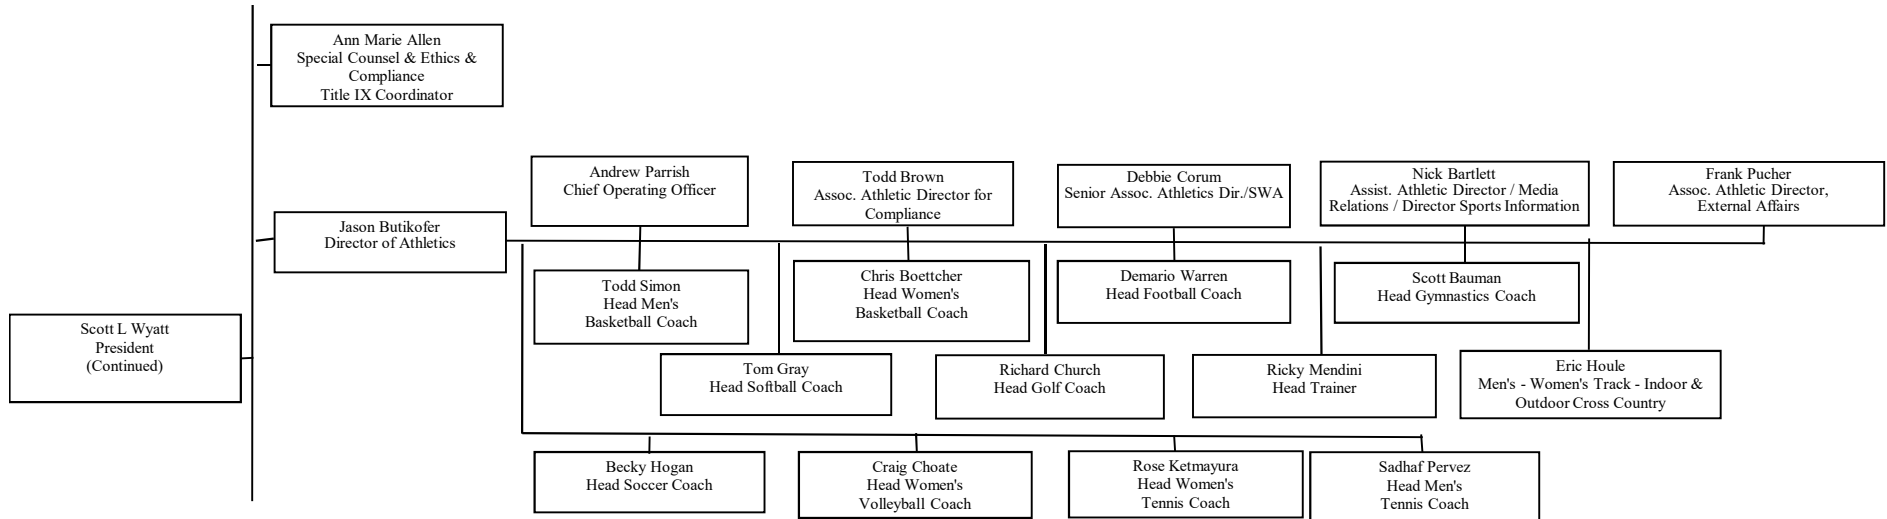 Ann Marie Allen
Special Counsel & Ethics &
Compliance
Title IX Coordinator
Andrew Parrish
Chief Operating Officer
Todd Brown
Assoc. Athletic Director for
Compliance
Debbie Corum
Senior Assoc. Athletics Dir./SWA
Nick Bartlett
Assist. Athletic Director / Media
Relations / Director Sports Information
Frank Pucher
Assoc. Athletic Director,
External Affairs
Jason Butikofer
Director of Athletics
Todd Simon
Head Men's
Basketball Coach
Chris Boettcher
Head Women's
Basketball Coach
Demario Warren
Head Football Coach
Scott Bauman
Head Gymnastics Coach
Scott L Wyatt
President
(Continued)
Tom Gray
Head Softball Coach
Richard Church
Head Golf Coach
Ricky Mendini
Head Trainer
Eric Houle
Men's - Women's Track - Indoor &
Outdoor Cross Country
Becky Hogan
Head Soccer Coach
Craig Choate
Head Women's
Volleyball Coach
Rose Ketmayura
Head Women's
Tennis Coach
Sadhaf Pervez
Head Men's
Tennis Coach